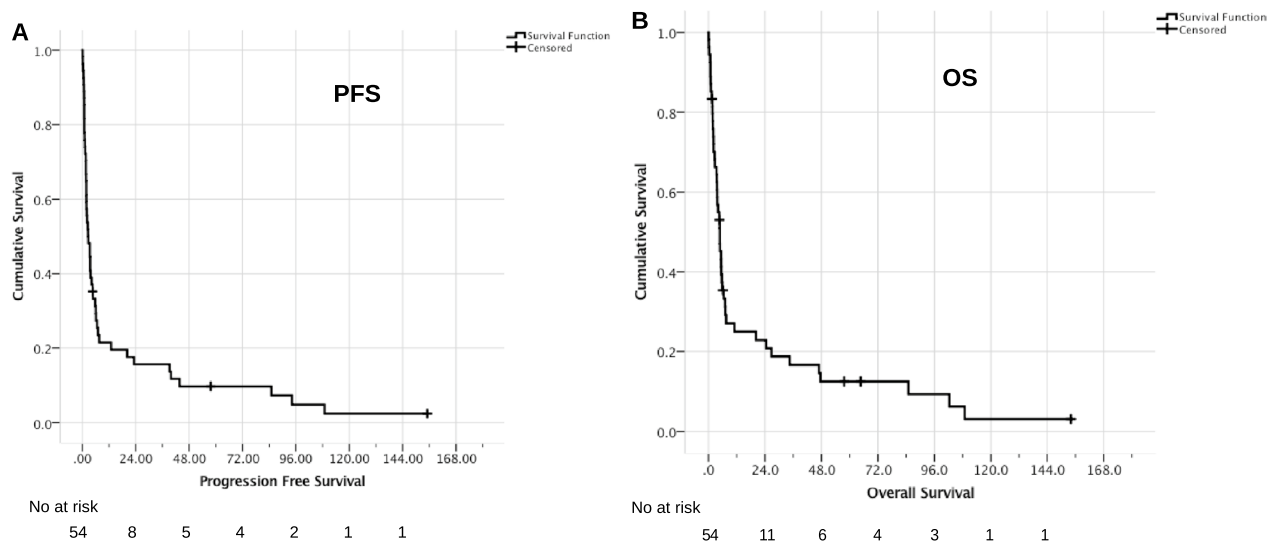 A
Survival Function
Censored
PFS
Cumulative Survival
1.0
0.8
0.6
0.4
0.2
0.0
.00 24.00 48.00 72.00 96.00 120.00 144.00 168.00
Progression Free Survival
No at risk
54 8 5 4 2 1 1
B
Survival Function
Censored
OS
Cumulative Survival
1.0
0.8
0.6
0.4
0.2
0.0
.0 24.0 48.0 72.0 96.0 120.0 144.0 168.0
Overall Survival
No at risk
54 11 6 4 3 1 1